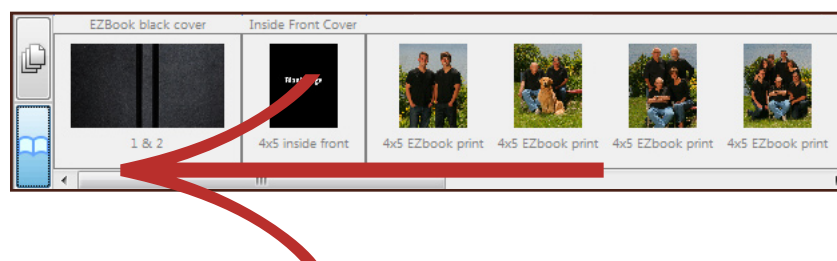 EZBook black cover
Inside Front Cover
1 & 2
4x5 inside front
4x5 EZbook print
4x5 EZbook print
4x5 EZbook print
4x5 EZbook print